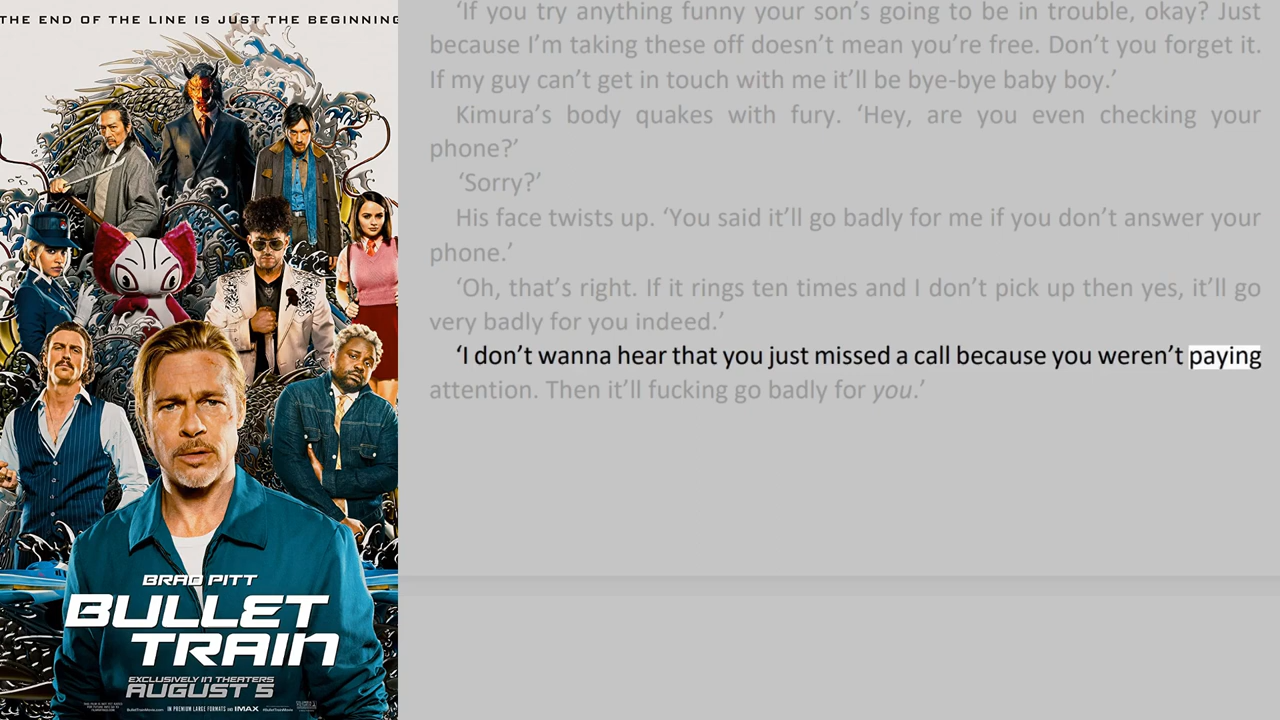 THE END OF THE LINE IS JUST THE BEGINNING
BRAD PITT
BULLET
TRAIN
EXCLUSIVELY IN THEATERS
AUGUST 5
BulletTrainMovie.com
IN PREMIUM LARGE FORMATS AND IMAX
#BulletTrainMovie
‘If you try anything funny your son’s going to be in trouble, okay? Just
because I’m taking these off doesn’t mean you’re free. Don’t you forget it.
If my guy can’t get in touch with me it’ll be bye-bye baby boy.’
Kimura’s body quakes with fury. ‘Hey, are you even checking your
phone?’
‘Sorry?’
His face twists up. ‘You said it’ll go badly for me if you don’t answer your
phone.’
‘Oh, that’s right. If it rings ten times and I don’t pick up then yes, it’ll go
very badly for you indeed.’
‘I don’t wanna hear that you just missed a call because you weren’t paying
attention. Then it’ll fucking go badly for you.’